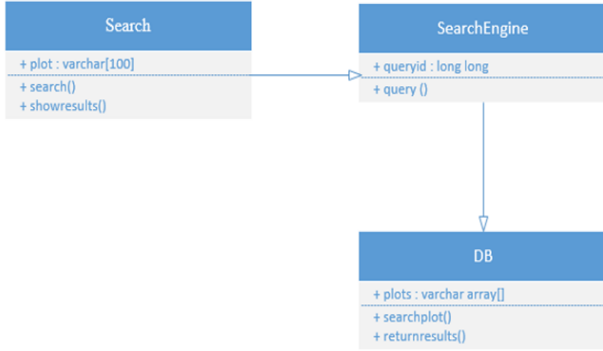 Search
+ plot : varchar[100]
+ search()
+ showresults()
SearchEngine
+ queryid : long long
+ query ()
DB
+ plots : varchar array[]
+ searchplot()
+ returnresults()